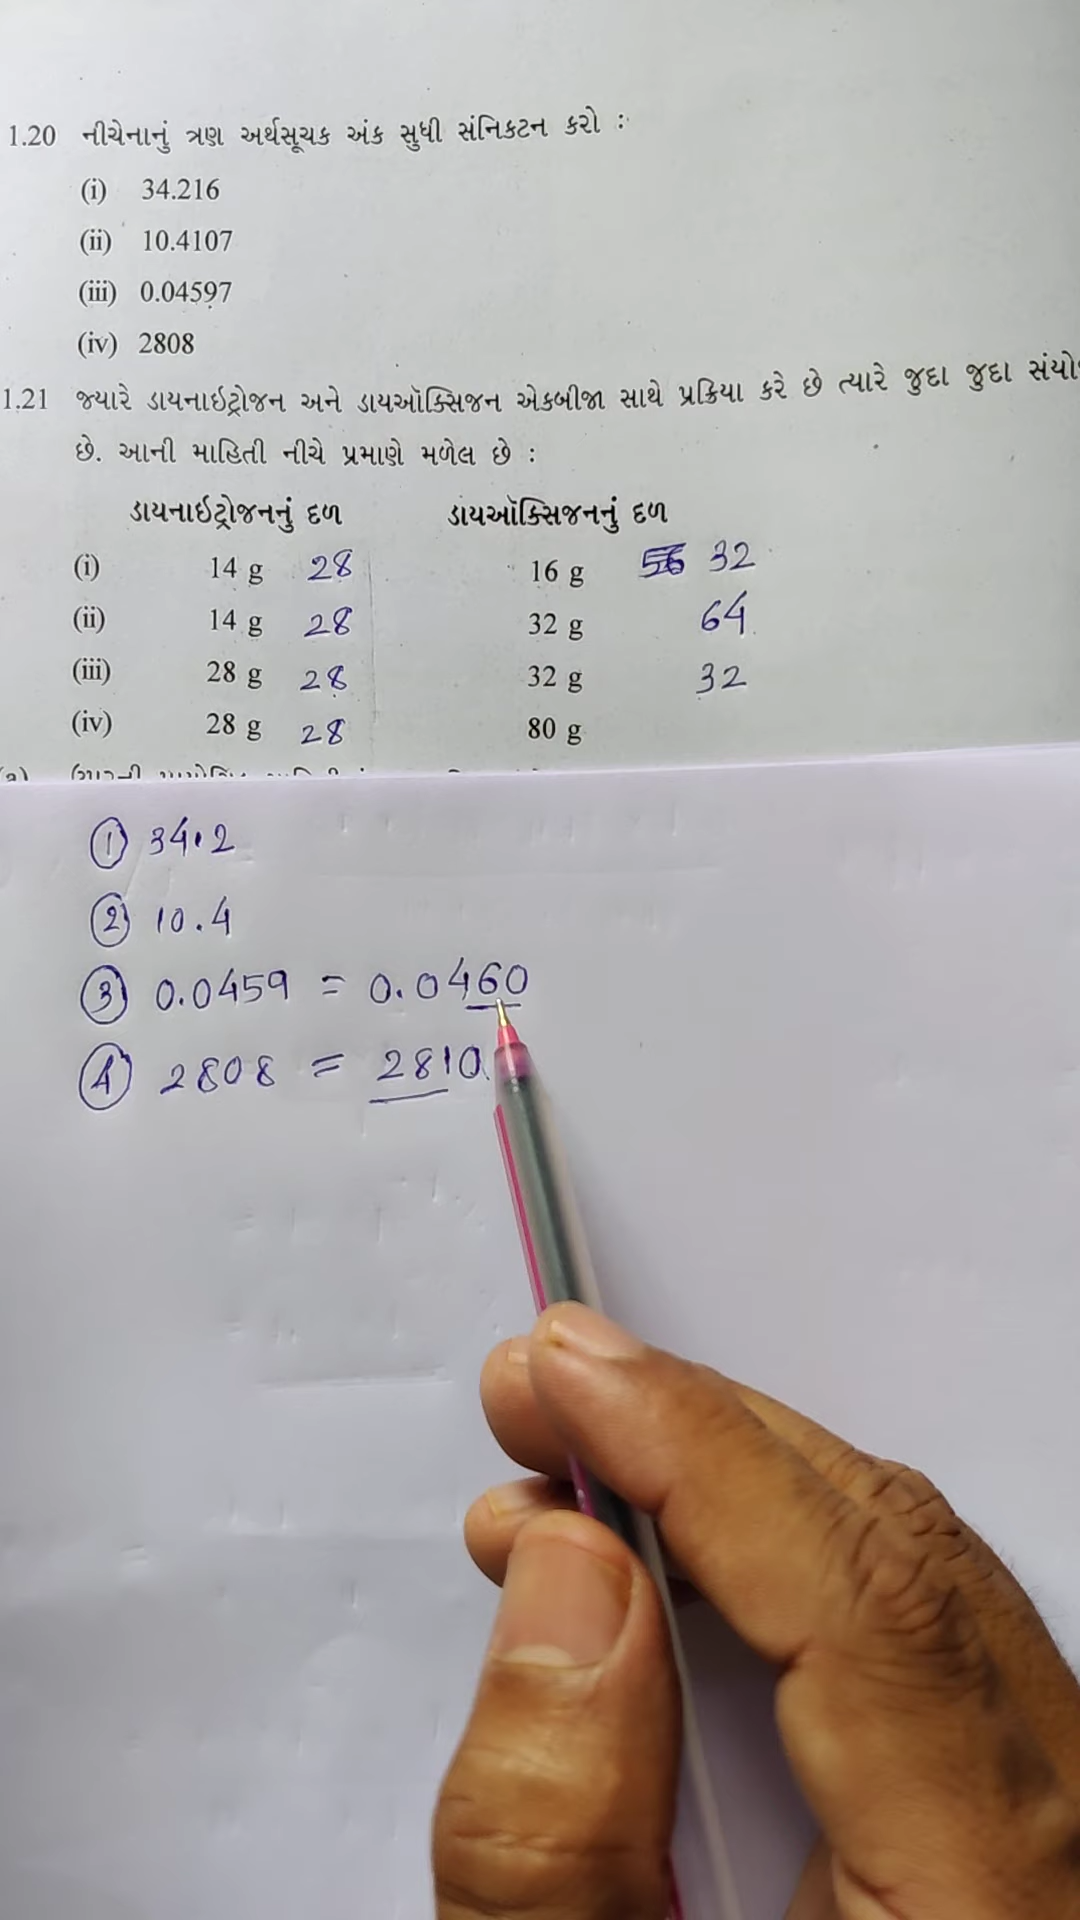 1.20 નીચેનાનું ત્રણ અર્થસૂચક અંક સુધી સંનિકટન કરો :
(i) 34.216
(ii) 10.4107
(iii) 0.04597
(iv) 2808
1.21 જ્યારે ડાયનાઇટ્રોજન અને ડાયઑક્સિજન એકબીજા સાથે પ્રક્રિયા કરે છે ત્યારે જુદા જુદા
છે. આની માહિતી નીચે પ્રમાણે મળેલ છે :
ડાયનાઇટ્રોજનનું દળ ડાયઑક્સિજનનું દળ
(i) 14 g 28 16 g 56 32
(ii) 14 g 28 32 g 64
(iii) 28 g 28 32 g 32
(iv) 28 g 28 80 g
① 34.2
② 10.4
③ 0.0459 = 0.0460
④ 2808 = 2810